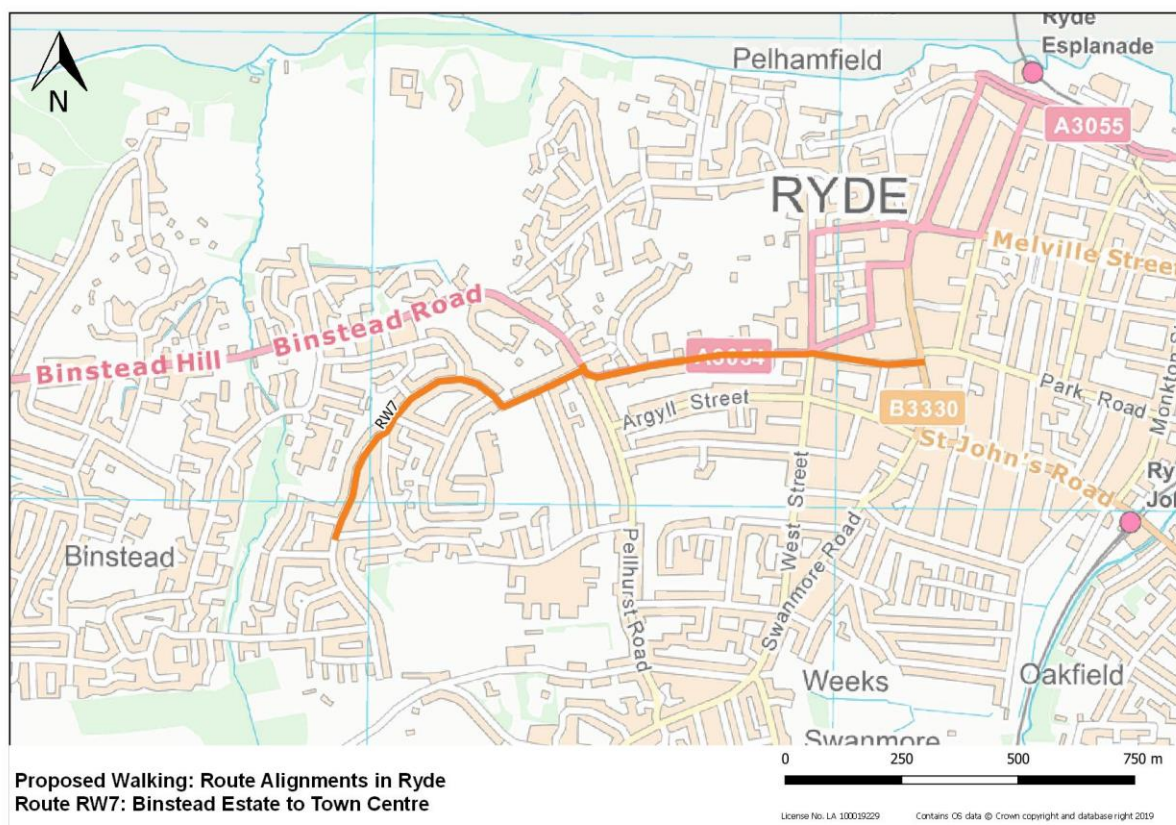 N
Pelhamfield
Ryde
Esplanade
A3055
RYDE
Melville Street
Binstead Hill
Binstead Road
A3054
RW7
Argyll Street
B3330
Park Road
St John's Road
West Street
Swanmore Road
Pellhurst Road
Binstead
Weeks
Oakfield
Swanmore
Proposed Walking: Route Alignments in Ryde
Route RW7: Binstead Estate to Town Centre
0 250 500 750 m
License No. LA 100019229 Contains OS data © Crown copyright and database right 2019